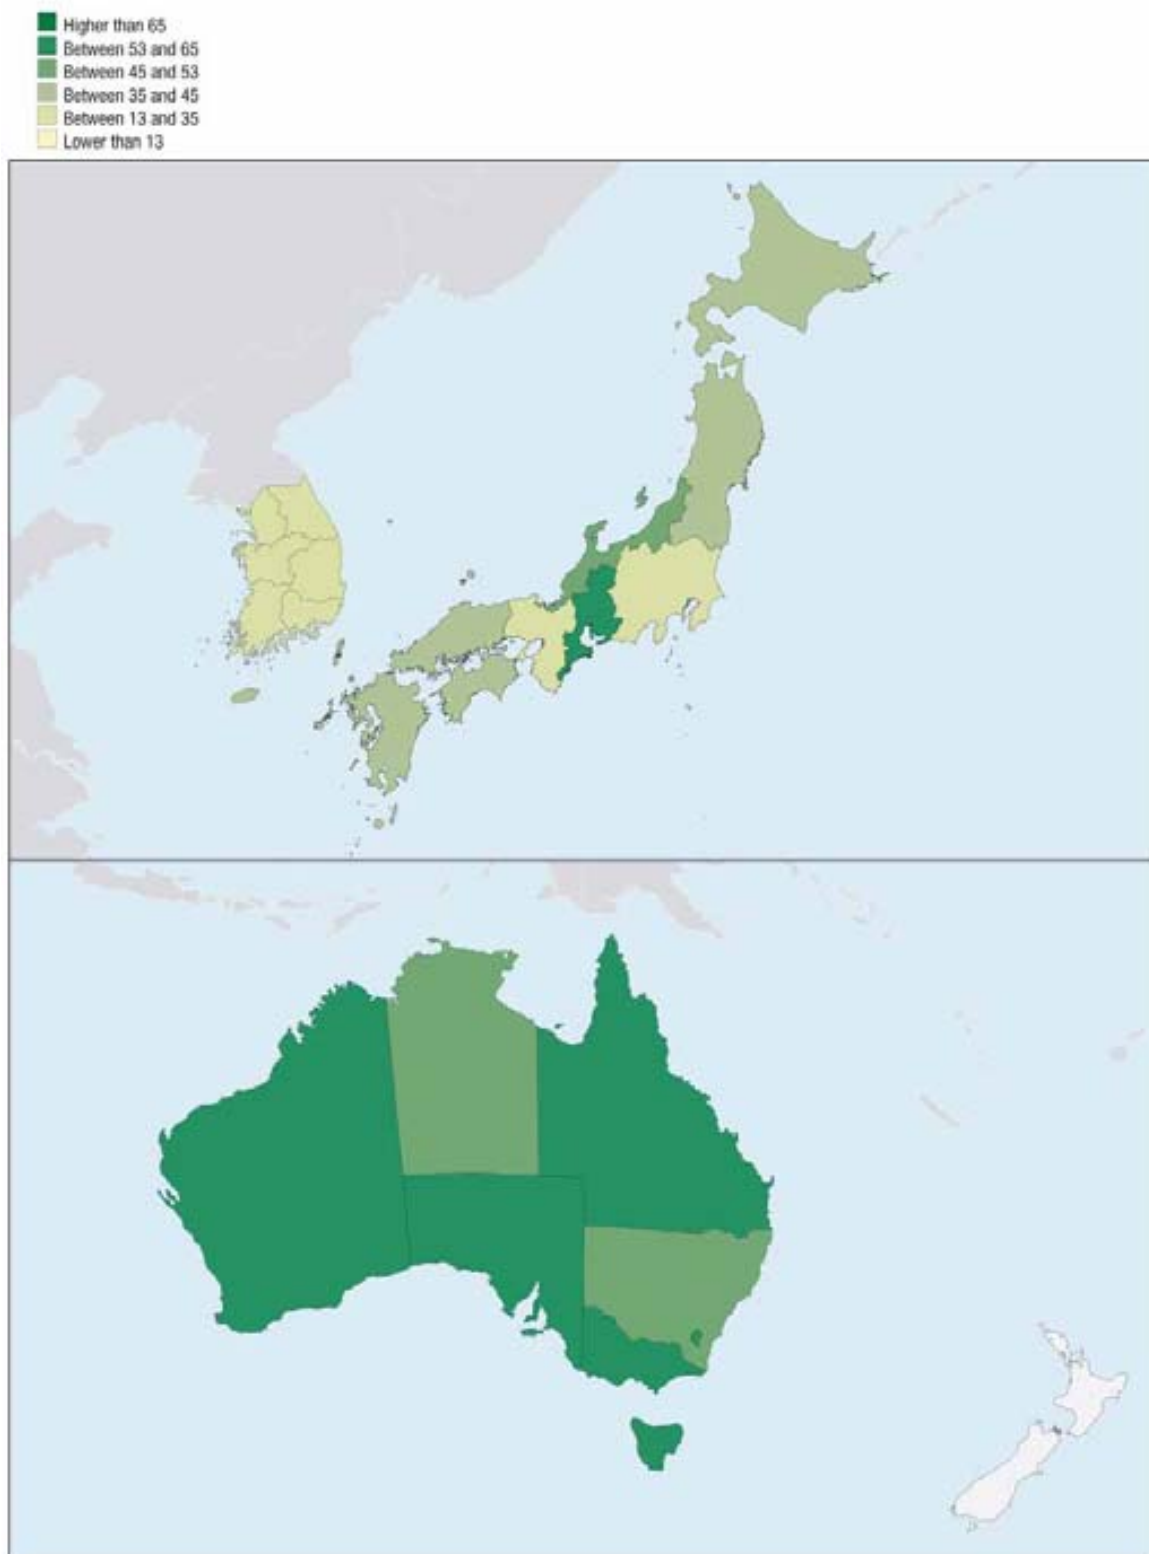 Higher than 65
Between 53 and 65
Between 45 and 53
Between 35 and 45
Between 13 and 35
Lower than 13